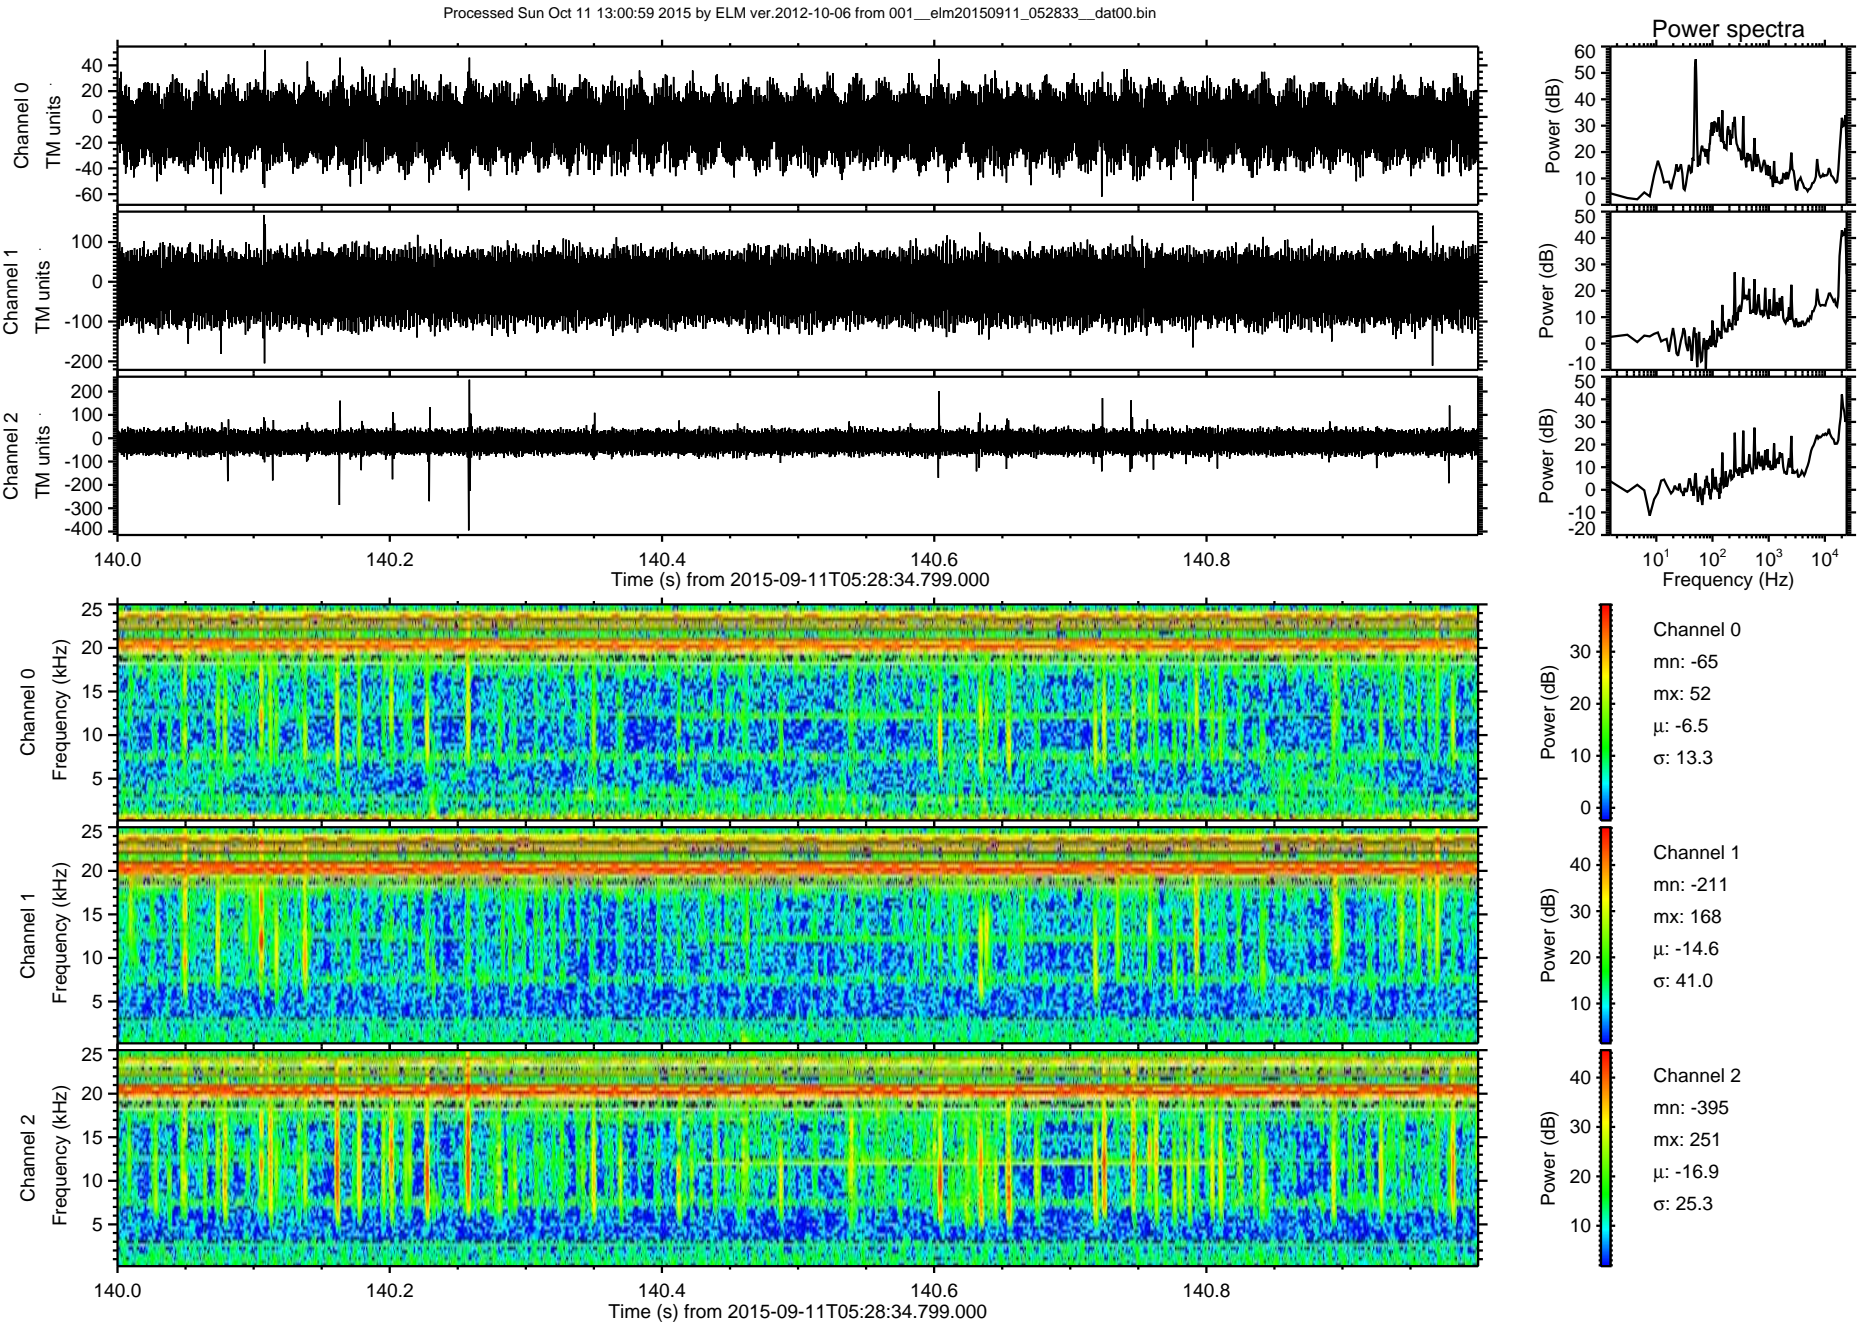 Processed Sun Oct 11 13:00:59 2015 by ELM ver.2012-10-06 from 001__elm20150911_052833__dat00.bin
Power spectra
Channel 0
TM units
40
20
0
-20
-40
-60
Power (dB)
60
50
40
30
20
10
0
Channel 1
TM units
100
0
-100
-200
Power (dB)
50
40
30
20
10
0
-10
Channel 2
TM units
200
100
0
-100
-200
-300
-400
Power (dB)
50
40
30
20
10
0
-10
-20
140.0 140.2 140.4 140.6 140.8
Time (s) from 2015-09-11T05:28:34.799.000
10^1 10^2 10^3 10^4
Frequency (Hz)
Channel 0
Frequency (kHz)
25
20
15
10
5
Power (dB)
30
20
10
0
Channel 0
mn: -65
mx: 52
μ: -6.5
σ: 13.3
Channel 1
Frequency (kHz)
25
20
15
10
5
Power (dB)
40
30
20
10
Channel 1
mn: -211
mx: 168
μ: -14.6
σ: 41.0
Channel 2
Frequency (kHz)
25
20
15
10
5
Power (dB)
40
30
20
10
Channel 2
mn: -395
mx: 251
μ: -16.9
σ: 25.3
140.0 140.2 140.4 140.6 140.8
Time (s) from 2015-09-11T05:28:34.799.000